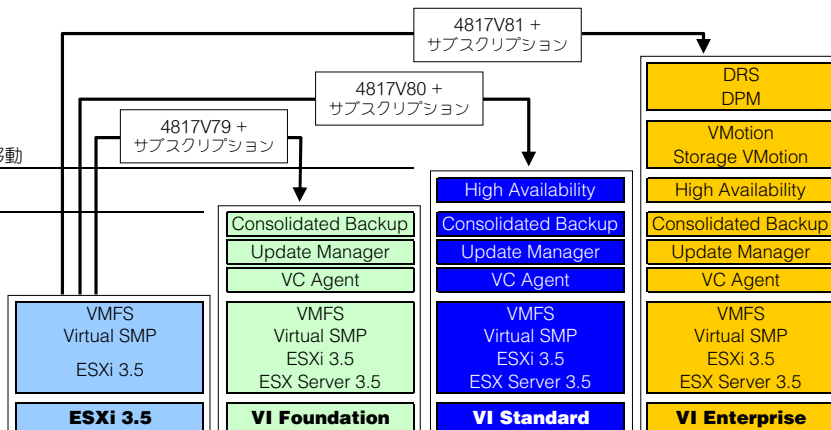 4817V81 +
サブスクリプション
4817V80 +
サブスクリプション
4817V79 +
サブスクリプション
移動
DRS
DPM
VMotion
Storage VMotion
High Availability
High Availability
Consolidated Backup
Consolidated Backup
Consolidated Backup
Update Manager
Update Manager
Update Manager
VC Agent
VC Agent
VC Agent
VMFS
Virtual SMP
ESXi 3.5
VMFS
Virtual SMP
ESXi 3.5
ESX Server 3.5
VMFS
Virtual SMP
ESXi 3.5
ESX Server 3.5
VMFS
Virtual SMP
ESXi 3.5
ESX Server 3.5
ESXi 3.5
VI Foundation
VI Standard
VI Enterprise